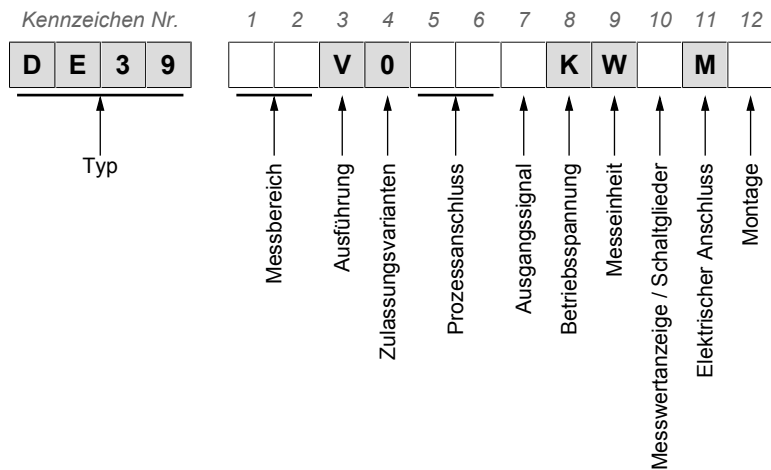 Kennzeichen Nr. 1 2 3 4 5 6 7 8 9 10 11 12
D E 3 9 V 0 K W M
Typ
Messbereich
Ausführung
Zulassungsvarianten
Prozessanschluss
Ausgangssignal
Betriebsspannung
Messeinheit
Messwertanzeige / Schaltglieder
Elektrischer Anschluss
Montage